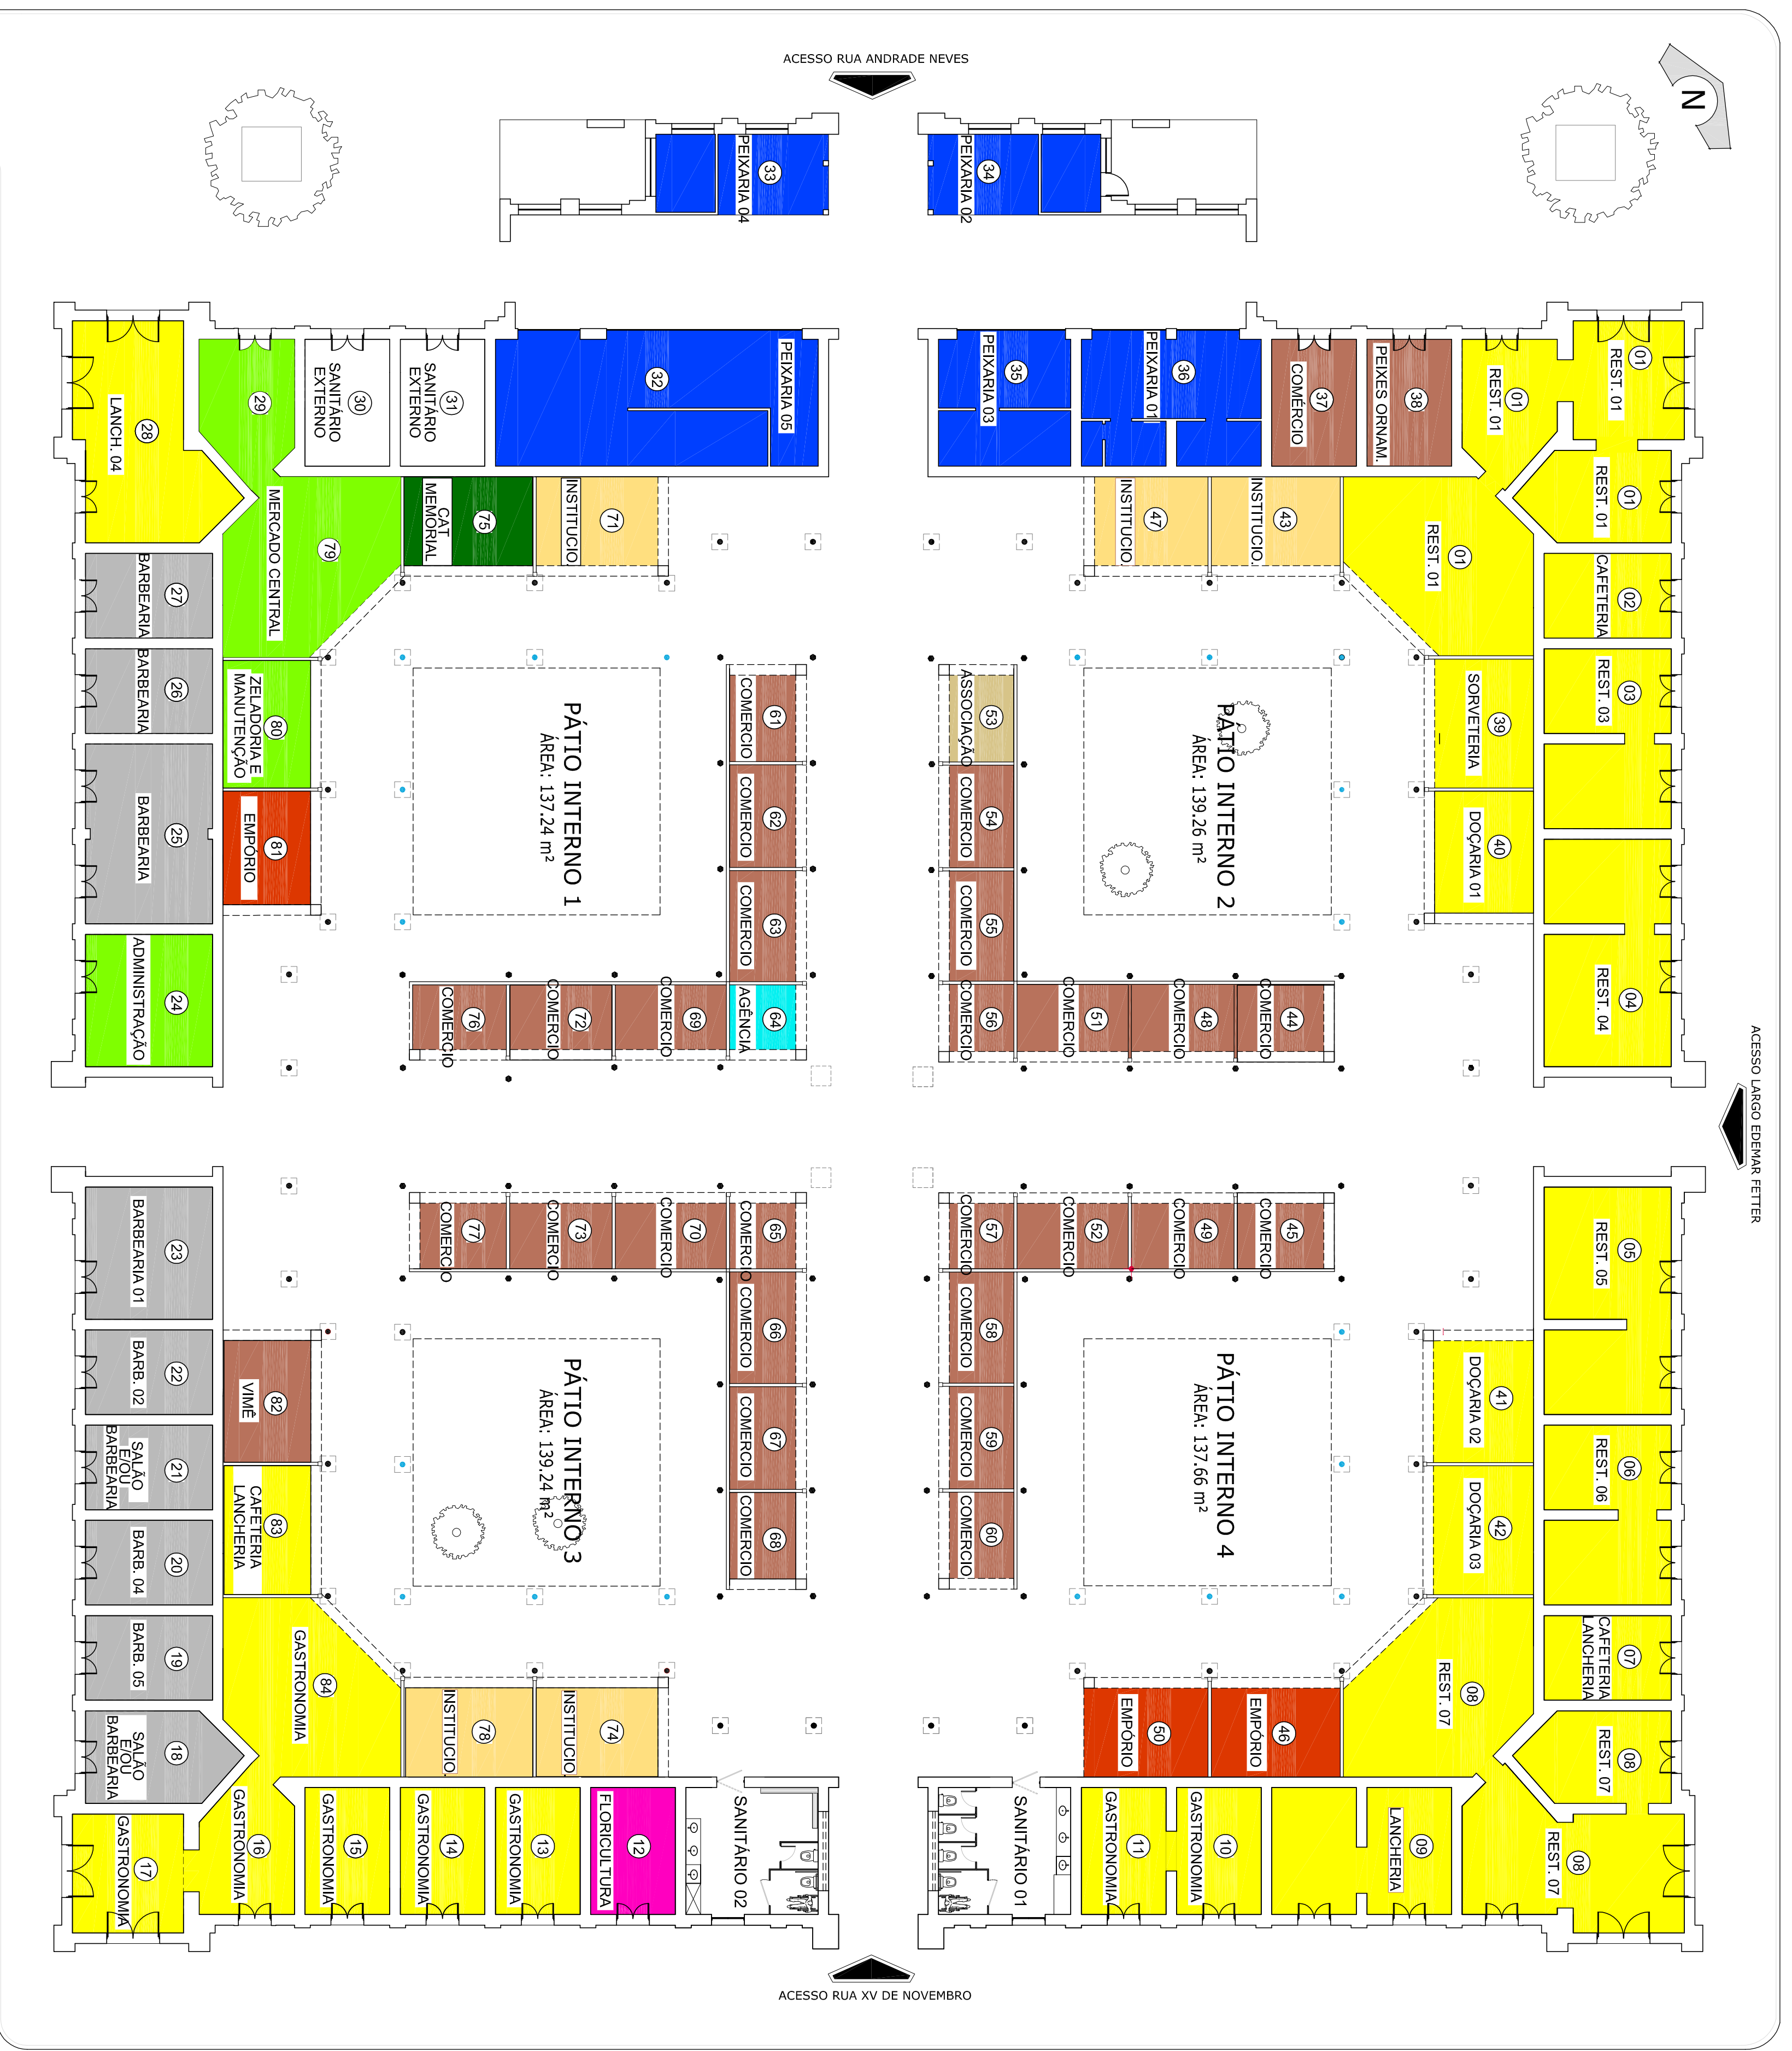 ACESSO RUA ANDRADE NEVES
N
33
PEIXARIA 04
34
PEIXARIA 02
28
LANCH. 04
29
30
SANITÁRIO
EXTERNO
31
SANITÁRIO
EXTERNO
32
PEIXARIA 05
35
PEIXARIA 03
36
PEIXARIA 01
37
COMÉRCIO
38
PEIXES ORNAM.
01
REST. 01
01
REST. 01
01
REST. 01
01
REST. 01
79
MERCADO CENTRAL
75
CAT
MEMORIAL
71
INSTITUCIO.
47
INSTITUCIO.
43
INSTITUCIO.
02
CAFETERIA
03
REST. 03
04
REST. 04
39
SORVETERIA
40
DOÇARIA 01
27
BARBEARIA
26
BARBEARIA
25
BARBEARIA
24
ADMINISTRAÇÃO
80
ZELADORIA E
MANUTENÇÃO
81
EMPÓRIO
PÁTIO INTERNO 1
ÁREA: 137.24 m²
61
COMERCIO
62
COMERCIO
63
COMERCIO
64
AGÊNCIA
69
COMERCIO
72
COMERCIO
76
COMERCIO
53
ASSOCIAÇÃO
54
COMERCIO
55
COMERCIO
56
COMERCIO
51
COMERCIO
48
COMERCIO
44
COMERCIO
PÁTIO INTERNO 2
ÁREA: 139.26 m²
ACESSO LARGO EDEMAR FETTER
23
BARBEARIA 01
22
BARB. 02
21
SALÃO
E/OU
BARBEARIA
20
BARB. 04
19
BARB. 05
18
SALÃO
E/OU
BARBEARIA
82
VIMÊ
83
CAFETERIA
LANCHERIA
84
GASTRONOMIA
77
COMERCIO
73
COMERCIO
70
COMERCIO
65
COMERCIO
66
COMERCIO
67
COMERCIO
68
COMERCIO
PÁTIO INTERNO 3
ÁREA: 139.24 m²
57
COMERCIO
52
COMERCIO
49
COMERCIO
45
COMERCIO
58
COMERCIO
59
COMERCIO
60
COMERCIO
PÁTIO INTERNO 4
ÁREA: 137.66 m²
05
REST. 05
06
REST. 06
07
CAFETERIA
LANCHERIA
41
DOÇARIA 02
42
DOÇARIA 03
08
REST. 07
08
REST. 07
08
REST. 07
78
INSTITUCIO.
74
INSTITUCIO.
50
EMPÓRIO
46
EMPÓRIO
17
GASTRONOMIA
16
GASTRONOMIA
15
GASTRONOMIA
14
GASTRONOMIA
13
GASTRONOMIA
12
FLORICULTURA
SANITÁRIO 02
SANITÁRIO 01
11
GASTRONOMIA
10
GASTRONOMIA
09
LANCHERIA
ACESSO RUA XV DE NOVEMBRO